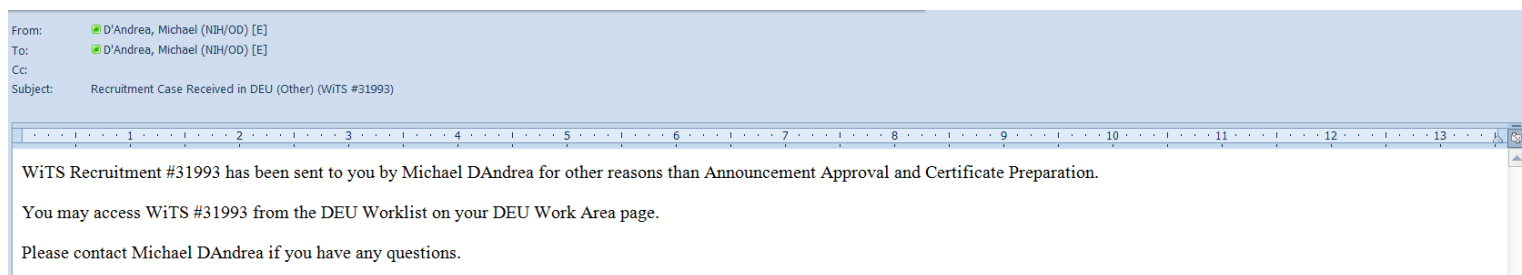 From: D'Andrea, Michael (NIH/OD) [E]
To: D'Andrea, Michael (NIH/OD) [E]
Cc:
Subject: Recruitment Case Received in DEU (Other) (WiTS #31993)
1 2 3 4 5 6 7 8 9 10 11 12 13
WiTS Recruitment #31993 has been sent to you by Michael DAndrea for other reasons than Announcement Approval and Certificate Preparation.
You may access WiTS #31993 from the DEU Worklist on your DEU Work Area page.
Please contact Michael DAndrea if you have any questions.